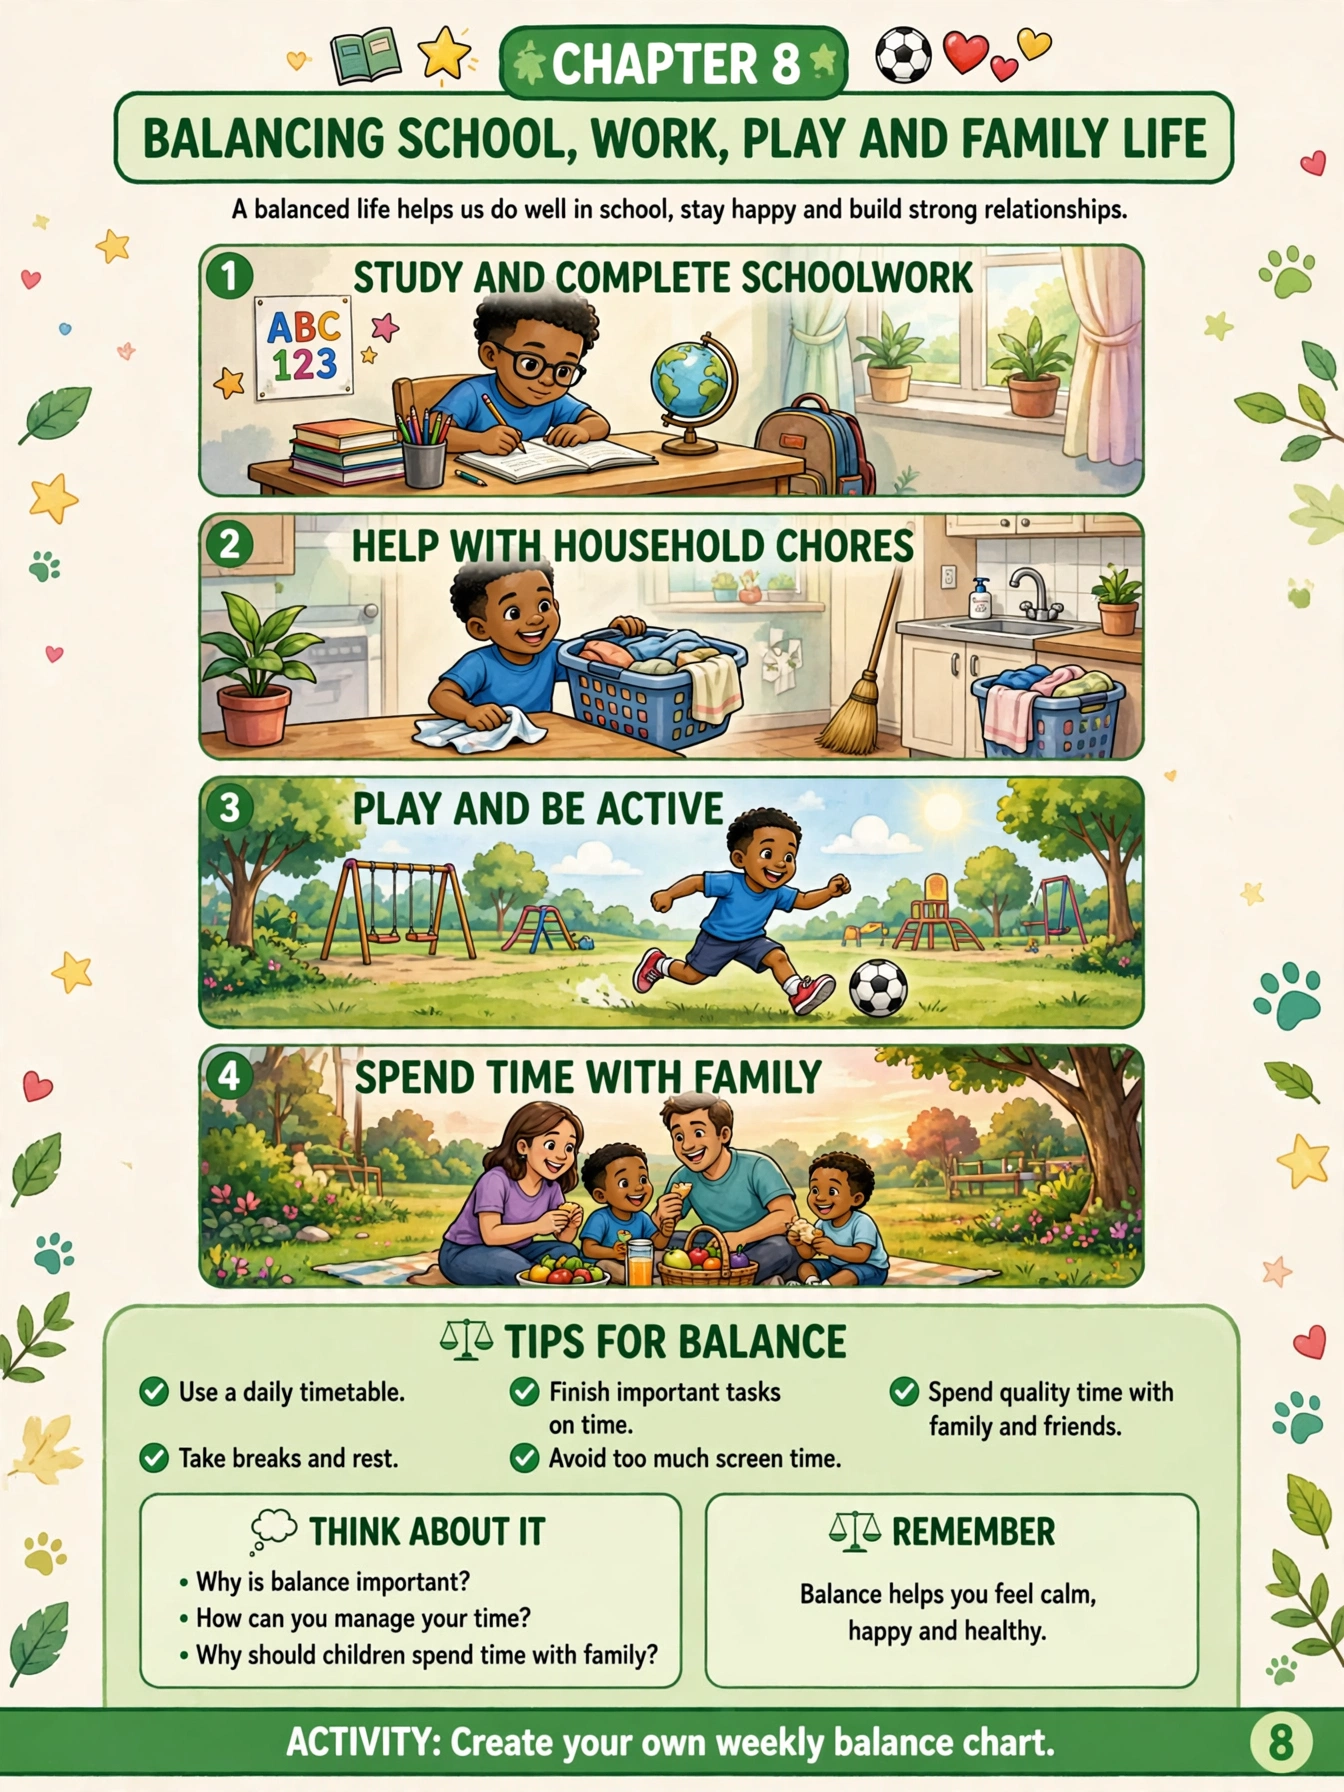 CHAPTER 8
BALANCING SCHOOL, WORK, PLAY AND FAMILY LIFE
A balanced life helps us do well in school, stay happy and build strong relationships.
1
STUDY AND COMPLETE SCHOOLWORK
ABC
123
2
HELP WITH HOUSEHOLD CHORES
3
PLAY AND BE ACTIVE
4
SPEND TIME WITH FAMILY
TIPS FOR BALANCE
Use a daily timetable.
Finish important tasks
on time.
Spend quality time with
family and friends.
Take breaks and rest.
Avoid too much screen time.
THINK ABOUT IT
• Why is balance important?
• How can you manage your time?
• Why should children spend time with family?
REMEMBER
Balance helps you feel calm,
happy and healthy.
ACTIVITY: Create your own weekly balance chart.
8